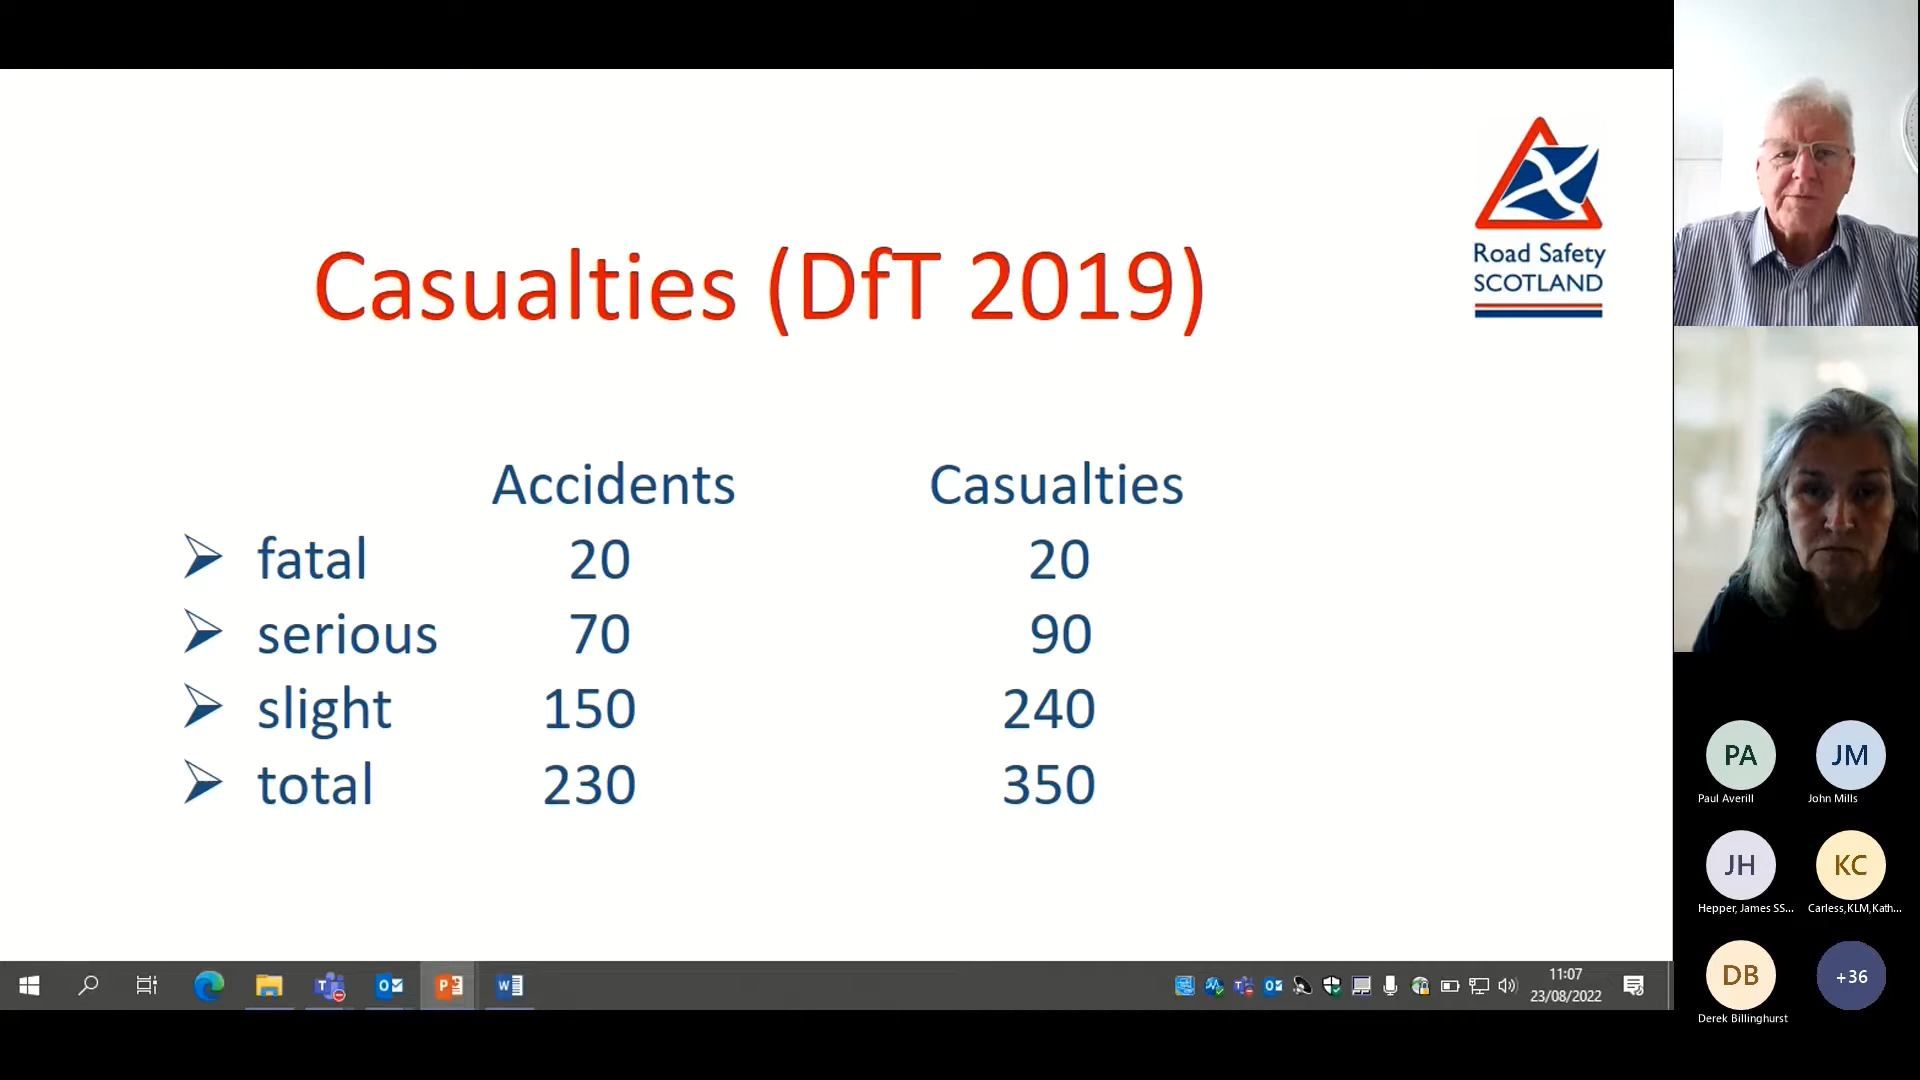 Road Safety
SCOTLAND
Casualties (DfT 2019)
Accidents Casualties
fatal 20 20
serious 70 90
slight 150 240
total 230 350
PA JM
Paul Averill John Mills
JH KC
Hepper, James SS... Carless,KLM,Kath...
DB +36
Derek Billinghurst
11:07
23/08/2022